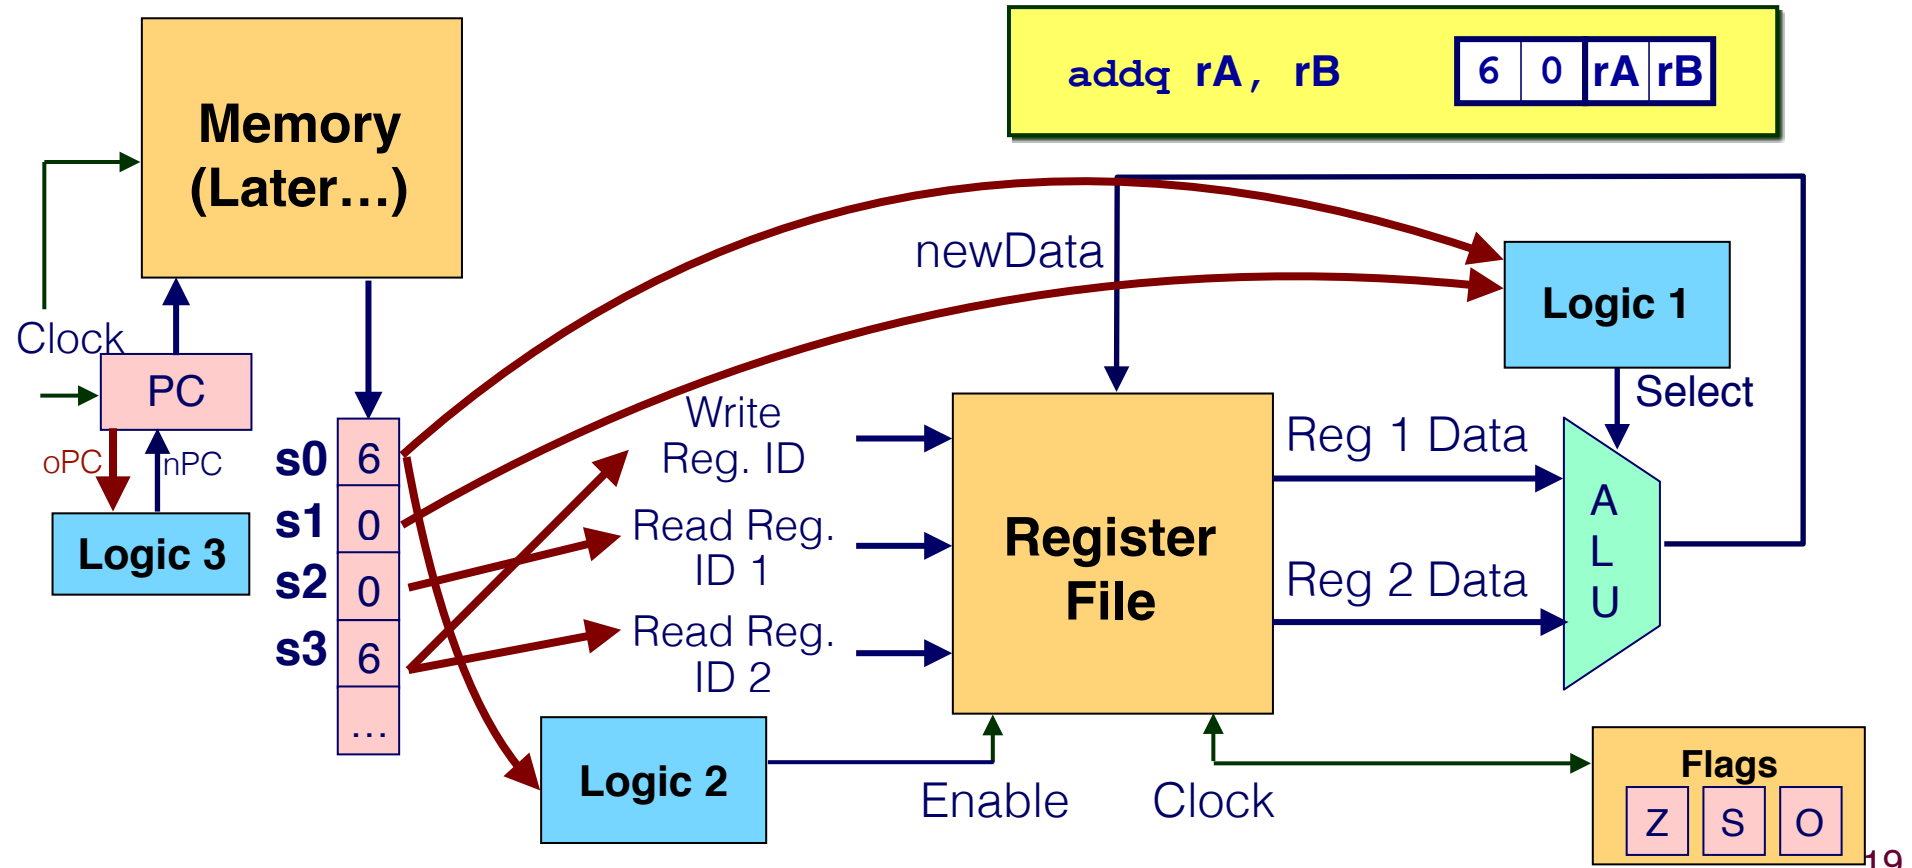 addq rA, rB
6 0 rA rB
Memory
(Later…)
newData
Logic 1
Clock
PC
Select
oPC
nPC
Logic 3
s0 6
s1 0
s2 0
s3 6
…
Write
Reg. ID
Read Reg.
ID 1
Read Reg.
ID 2
Register
File
Reg 1 Data
Reg 2 Data
A
L
U
Logic 2
Enable
Clock
Flags
Z S O
19